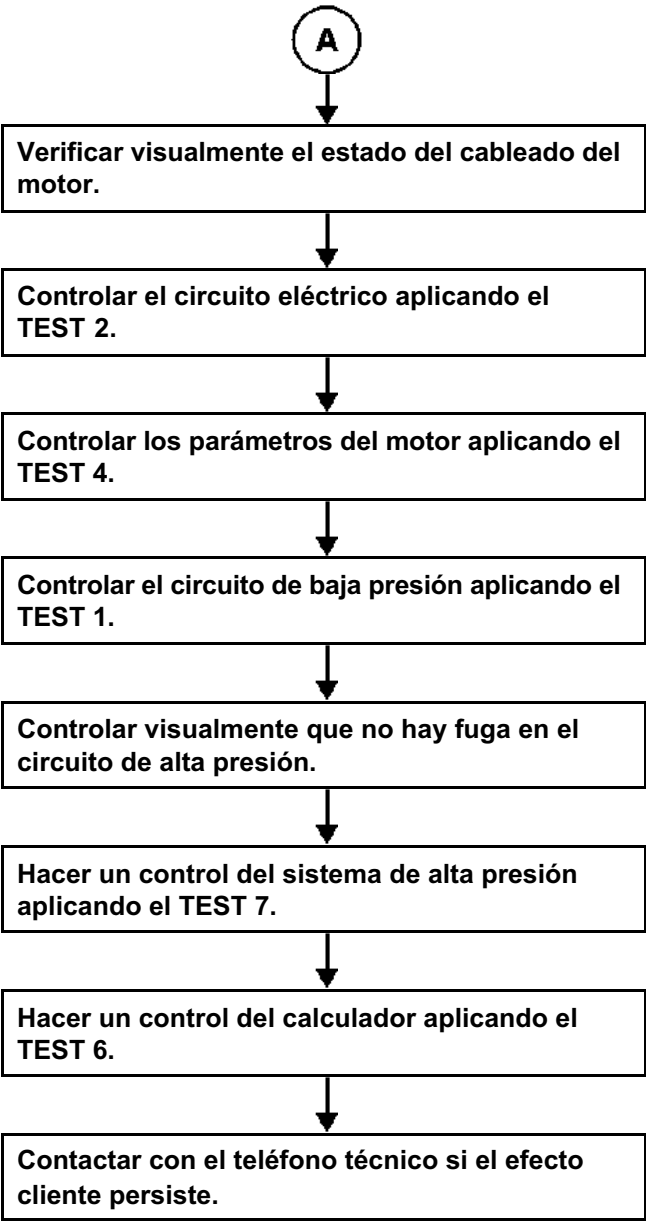 A
Verificar visualmente el estado del cableado del
motor.
Controlar el circuito eléctrico aplicando el
TEST 2.
Controlar los parámetros del motor aplicando el
TEST 4.
Controlar el circuito de baja presión aplicando el
TEST 1.
Controlar visualmente que no hay fuga en el
circuito de alta presión.
Hacer un control del sistema de alta presión
aplicando el TEST 7.
Hacer un control del calculador aplicando el
TEST 6.
Contactar con el teléfono técnico si el efecto
cliente persiste.